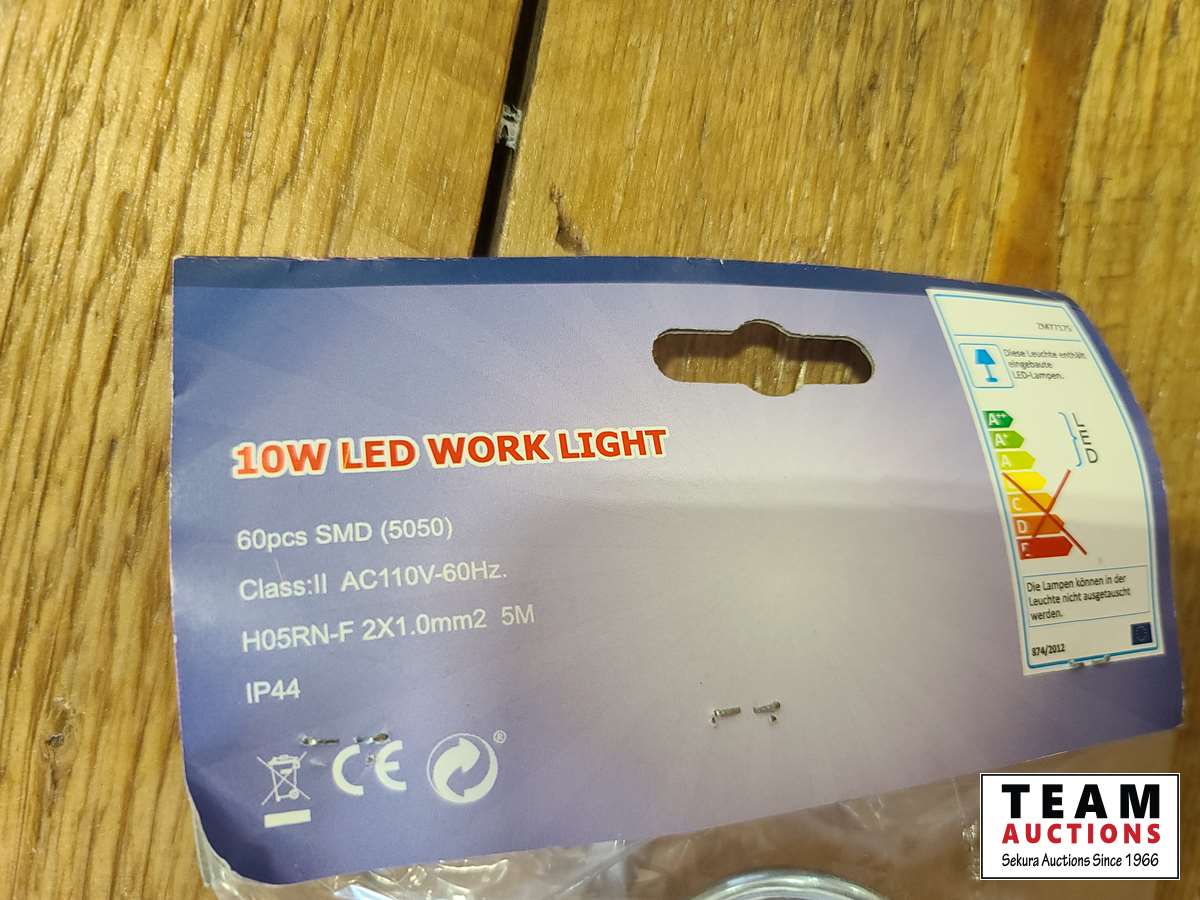 10W LED WORK LIGHT
60pcs SMD (5050)
Class:II AC110V-60Hz.
H05RN-F 2X1.0mm2 5M
IP44
CE
®
Diese Leuchte enthält
eingebaute
LED-Lampen.
A++
A+
A
C
D
E
LED
Die Lampen können in der
Leuchte nicht ausgetauscht
werden.
874/2012
TEAM
AUCTIONS
Sekura Auctions Since 1966